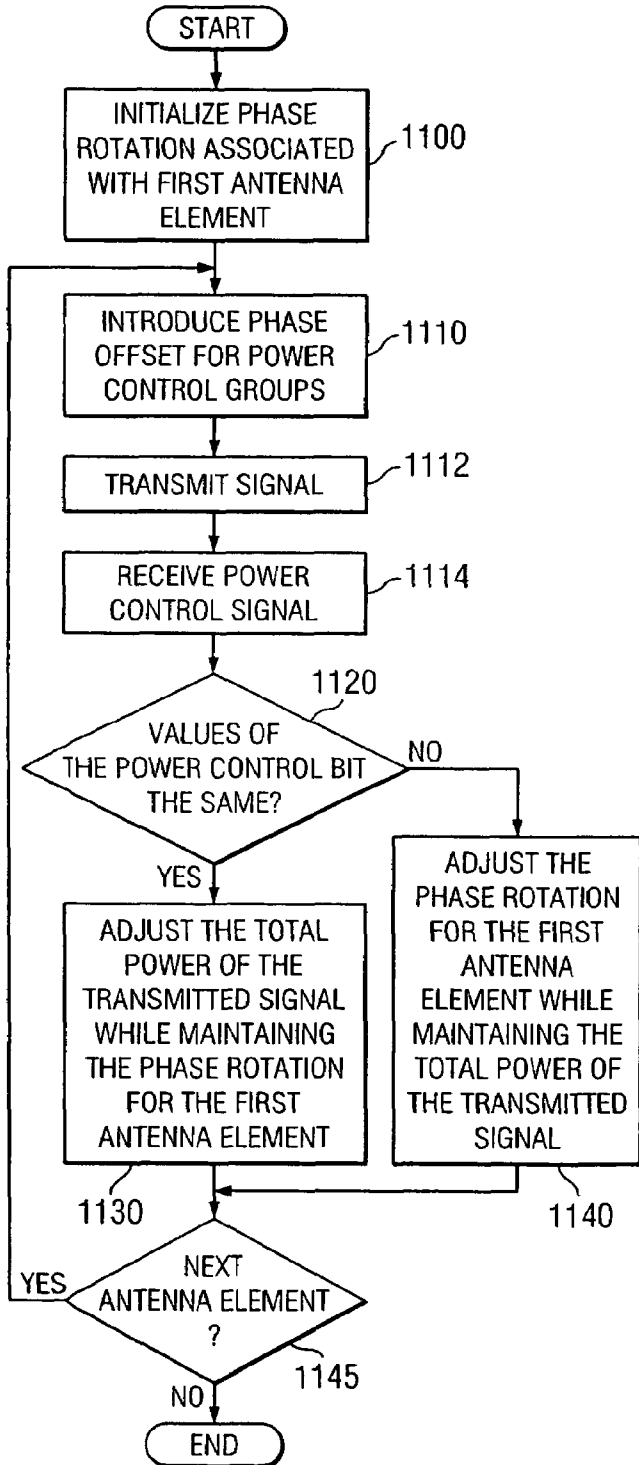 START
INITIALIZE PHASE
ROTATION ASSOCIATED
WITH FIRST ANTENNA
ELEMENT
1100
INTRODUCE PHASE
OFFSET FOR POWER
CONTROL GROUPS
1110
TRANSMIT SIGNAL
1112
RECEIVE POWER
CONTROL SIGNAL
1114
1120
VALUES OF
THE POWER CONTROL BIT
THE SAME?
NO
YES
ADJUST THE TOTAL
POWER OF THE
TRANSMITTED SIGNAL
WHILE MAINTAINING
THE PHASE ROTATION
FOR THE FIRST
ANTENNA ELEMENT
1130
ADJUST THE
PHASE ROTATION
FOR THE FIRST
ANTENNA
ELEMENT WHILE
MAINTAINING THE
TOTAL POWER OF
THE TRANSMITTED
SIGNAL
1140
YES
NEXT
ANTENNA ELEMENT
?
1145
NO
END